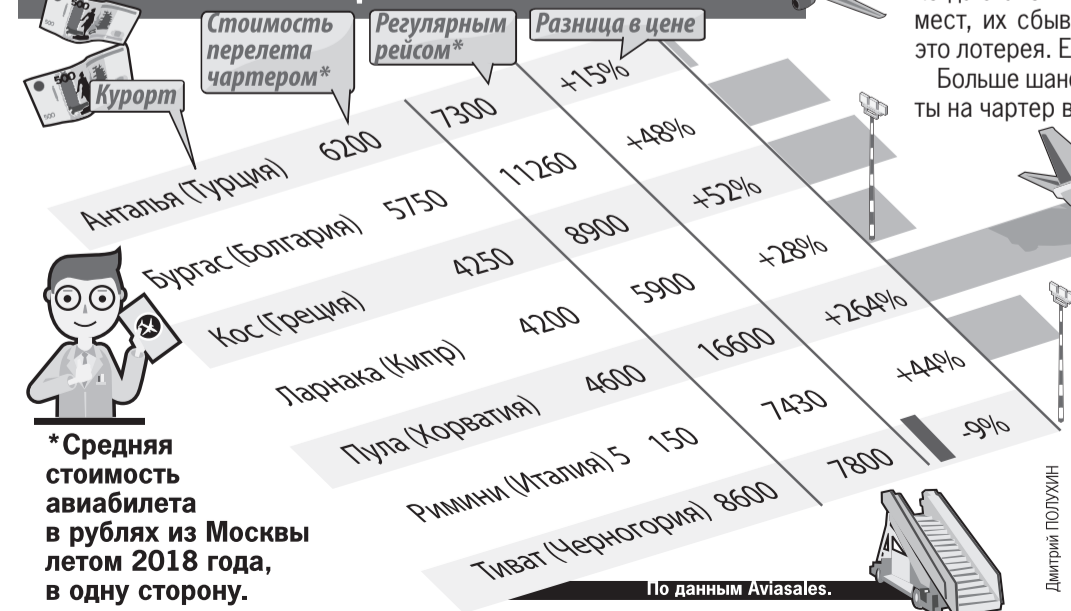 Курорт
Стоимость
перелета
чартером*
Регулярным
рейсом*
Разница в цене
Анталья (Турция) 6200 7300 +15%
Бургас (Болгария) 5750 11260 +48%
Кос (Греция) 4250 8900 +52%
Ларнака (Кипр) 4200 5900 +28%
Пула (Хорватия) 4600 16600 +264%
Римини (Италия) 5 150 7430 +44%
Тиват (Черногория) 8600 7800 -9%
*Средняя
стоимость
авиабилета
в рублях из Москвы
летом 2018 года,
в одну сторону.
По данным Aviasales.
Дмитрий ПОЛУХИН
500
500
мест, их сбыв
это лотерея. Е
Больше шанс
ты на чартер в